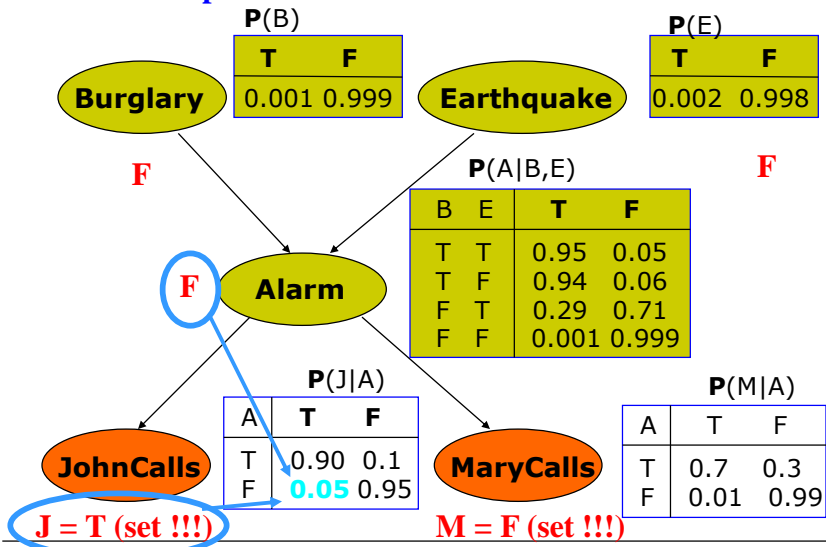 P(B)
T F
0.001 0.999
Burglary
P(E)
T F
0.002 0.998
Earthquake
F
F
P(A|B,E)
B E T F
T T 0.95 0.05
T F 0.94 0.06
F T 0.29 0.71
F F 0.001 0.999
F
Alarm
P(J|A)
A T F
T 0.90 0.1
F 0.05 0.95
P(M|A)
A T F
T 0.7 0.3
F 0.01 0.99
JohnCalls
MaryCalls
J = T (set !!!)
M = F (set !!!)